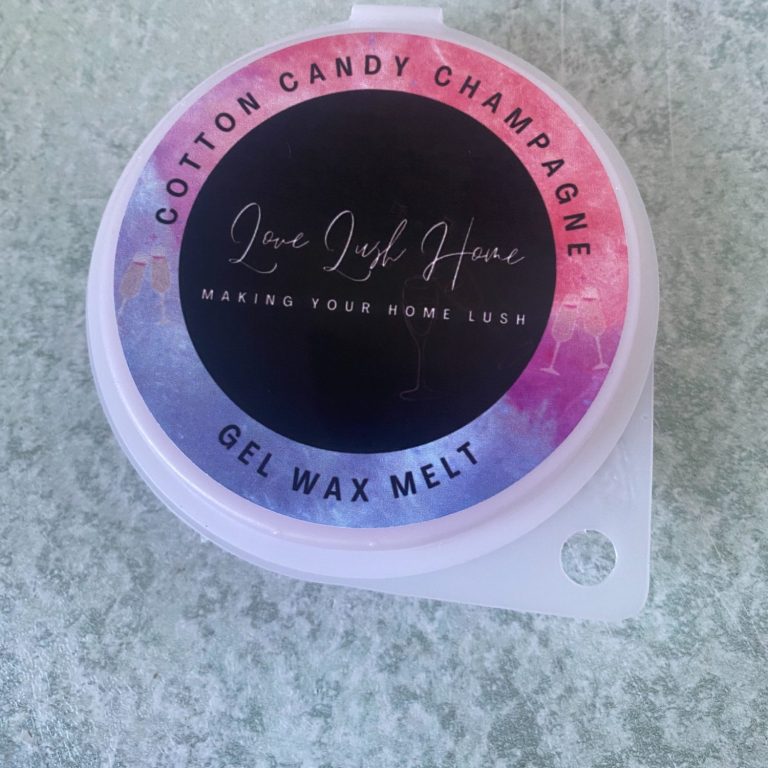 COTTON CANDY CHAMPAGNE
Love Lush Home
MAKING YOUR HOME LUSH
GEL WAX MELT